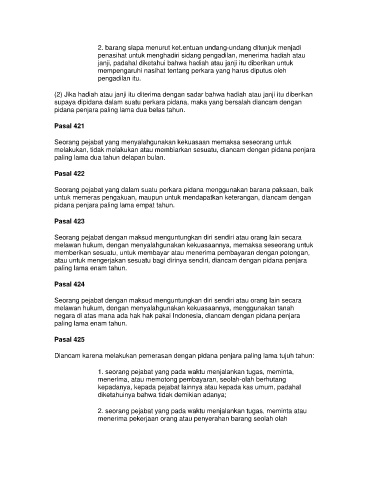 2. barang siapa menurut ket.entuan undang-undang ditunjuk menjadi
penasihat untuk menghadiri sidang pengadilan, menerima hadiah atau
janji, padahal diketahui bahwa hadiah atau janji itu diberikan untuk
mempengaruhi nasihat tentang perkara yang harus diputus oleh
pengadilan itu.
(2) Jika hadiah atau janji itu diterima dengan sadar bahwa hadiah atau janji itu diberikan
supaya dipidana dalam suatu perkara pidana, maka yang bersalah diancam dengan
pidana penjara paling lama dua belas tahun.
Pasal 421
Seorang pejabat yang menyalahgunakan kekuasaan memaksa seseorang untuk
melakukan, tidak melakukan atau membiarkan sesuatu, diancam dengan pidana penjara
paling lama dua tahun delapan bulan.
Pasal 422
Seorang pejabat yang dalam suatu perkara pidana menggunakan barana paksaan, baik
untuk memeras pengakuan, maupun untuk mendapatkan keterangan, diancam dengan
pidana penjara paling lama empat tahun.
Pasal 423
Seorang pejabat dengan maksud menguntungkan diri sendiri atau orang lain secara
melawan hukum, dengan menyalahgunakan kekuasaannya, memaksa seseorang untuk
memberikan sesuatu, untuk membayar atau menerima pembayaran dengan potongan,
atau untuk mengerjakan sesuatu bagi dirinya sendiri, diancam dengan pidana penjara
paling lama enam tahun.
Pasal 424
Seorang pejabat dengan maksud menguntungkan diri sendiri atau orang lain secara
melawan hukum, dengan menyalahgunakan kekuasaannya, menggunakan tanah
negara di atas mana ada hak hak pakai Indonesia, diancam dengan pidana penjara
paling lama enam tahun.
Pasal 425
Diancam karena melakukan pemerasan dengan pidana penjara paling lama tujuh tahun:
1. seorang pejabat yang pada waktu menjalankan tugas, meminta,
menerima, atau memotong pembayaran, seolah-olah berhutang
kepadanya, kepada pejabat lainnya atau kepada kas umum, padahal
diketahuinya bahwa tidak demikian adanya;
2. seorang pejabat yang pada waktu menjalankan tugas, meminta atau
menerima pekerjaan orang atau penyerahan barang seolah olah